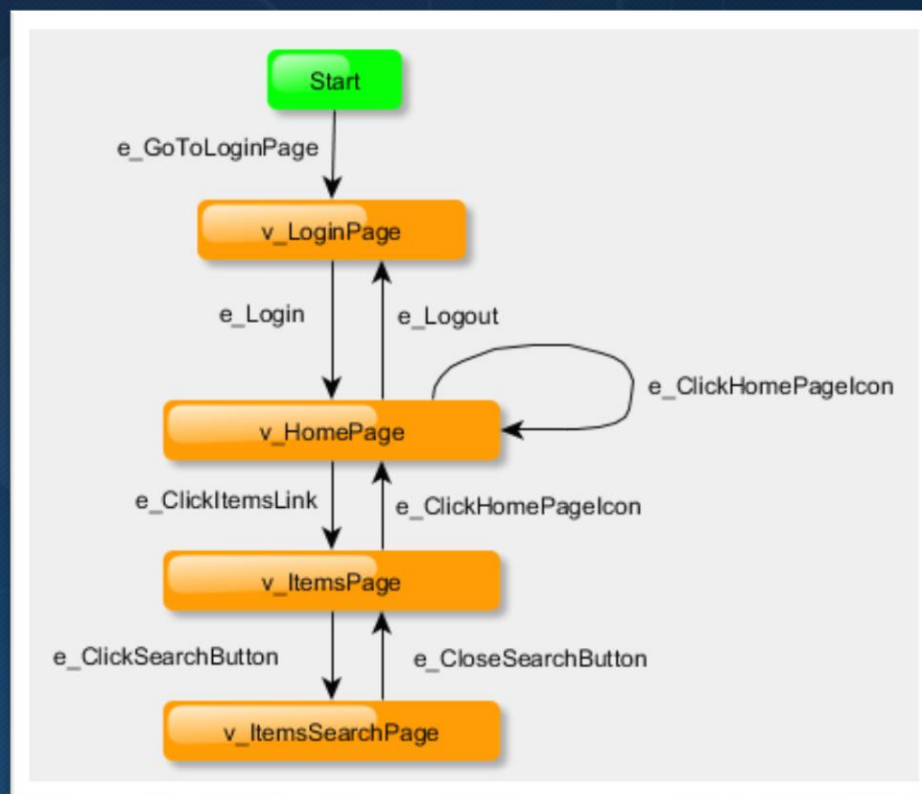 Start
e_GoToLoginPage
v_LoginPage
e_Login
e_Logout
e_ClickHomePageIcon
v_HomePage
e_ClickItemsLink
e_ClickHomePageIcon
v_ItemsPage
e_ClickSearchButton
e_CloseSearchButton
v_ItemsSearchPage